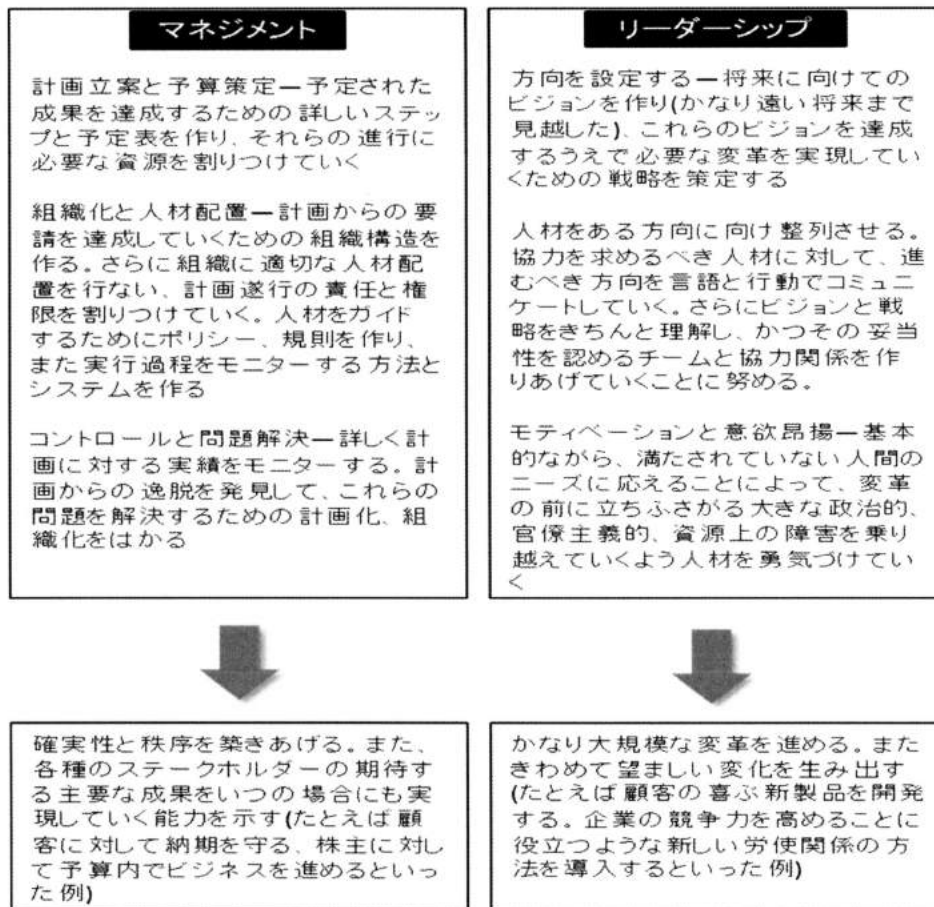 マネジメント
計画立案と予算策定―予定された
成果を達成するための詳しいステッ
プと予定表を作り、それらの進行に
必要な資源を割りつけていく
組織化と人材配置―計画からの要
請を達成していくための組織構造を
作る。さらに組織に適切な人材配
置を行ない、計画遂行の責任と権
限を割りつけていく。人材をガイド
するためにポリシー、規則を作り、
また実行過程をモニターする方法と
システムを作る
コントロールと問題解決―詳しく計
画に対する実績をモニターする。計
画からの逸脱を発見して、これらの
問題を解決するための計画化、組
織化をはかる
確実性と秩序を築きあげる。また、
各種のステークホルダーの期待す
る主要な成果をいつの場合にも実
現していく能力を示す(たとえば顧
客に対して納期を守る、株主に対し
て予算内でビジネスを進めるといっ
た例)
リーダーシップ
方向を設定する―将来に向けての
ビジョンを作り(かなり遠い将来まで
見越した)、これらのビジョンを達成
するうえで必要な変革を実現してい
くための戦略を策定する
人材をある方向に向け整列させる。
協力を求めるべき人材に対して、進
むべき方向を言語と行動でコミュニ
ケートしていく。さらにビジョンと戦
略をきちんと理解し、かつその妥当
性を認めるチームと協力関係を作
りあげていくことに努める。
モティベーションと意欲昂揚―基本
的ながら、満たされていない人間の
ニーズに応えることによって、変革
の前に立ちふさがる大きな政治的、
官僚主義的、資源上の障害を乗り
越えていくよう人材を勇気づけてい
く
かなり大規模な変革を進める。また
きわめて望ましい変化を生み出す
(たとえば顧客の喜ぶ新製品を開発
する。企業の競争力を高めることに
役立つような新しい労使関係の方
法を導入するといった例)